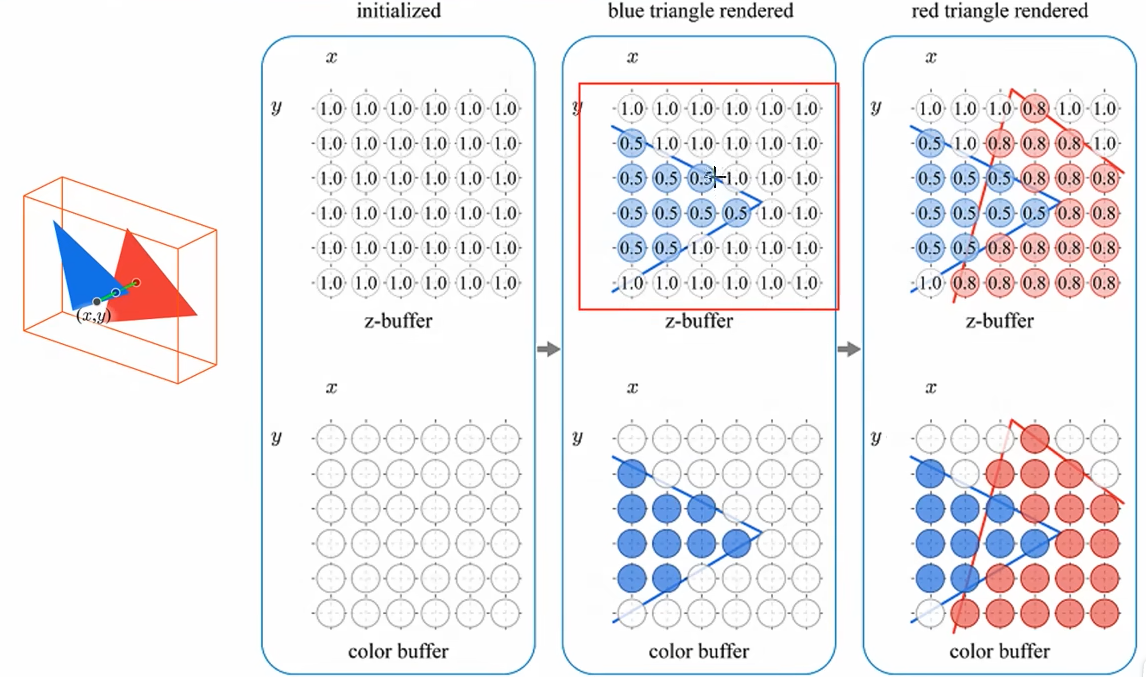 initialized
blue triangle rendered
red triangle rendered
x
x
x
y 1.0 1.0 1.0 1.0 1.0 1.0
1.0 1.0 1.0 1.0 1.0 1.0
1.0 1.0 1.0 1.0 1.0 1.0
1.0 1.0 1.0 1.0 1.0 1.0
1.0 1.0 1.0 1.0 1.0 1.0
1.0 1.0 1.0 1.0 1.0 1.0
z-buffer
y 1.0 1.0 1.0 1.0 1.0 1.0
0.5 1.0 1.0 1.0 1.0 1.0
0.5 0.5 0.5 1.0 1.0 1.0
0.5 0.5 0.5 0.5 1.0 1.0
0.5 0.5 1.0 1.0 1.0 1.0
1.0 1.0 1.0 1.0 1.0 1.0
z-buffer
y 1.0 1.0 1.0 0.8 1.0 1.0
0.5 1.0 0.8 0.8 0.8 1.0
0.5 0.5 0.5 0.8 0.8 0.8
0.5 0.5 0.5 0.5 0.8 0.8
0.5 0.5 0.8 0.8 0.8 0.8
1.0 0.8 0.8 0.8 0.8 0.8
z-buffer
(x,y)
x
x
x
y
y
y
color buffer
color buffer
color buffer